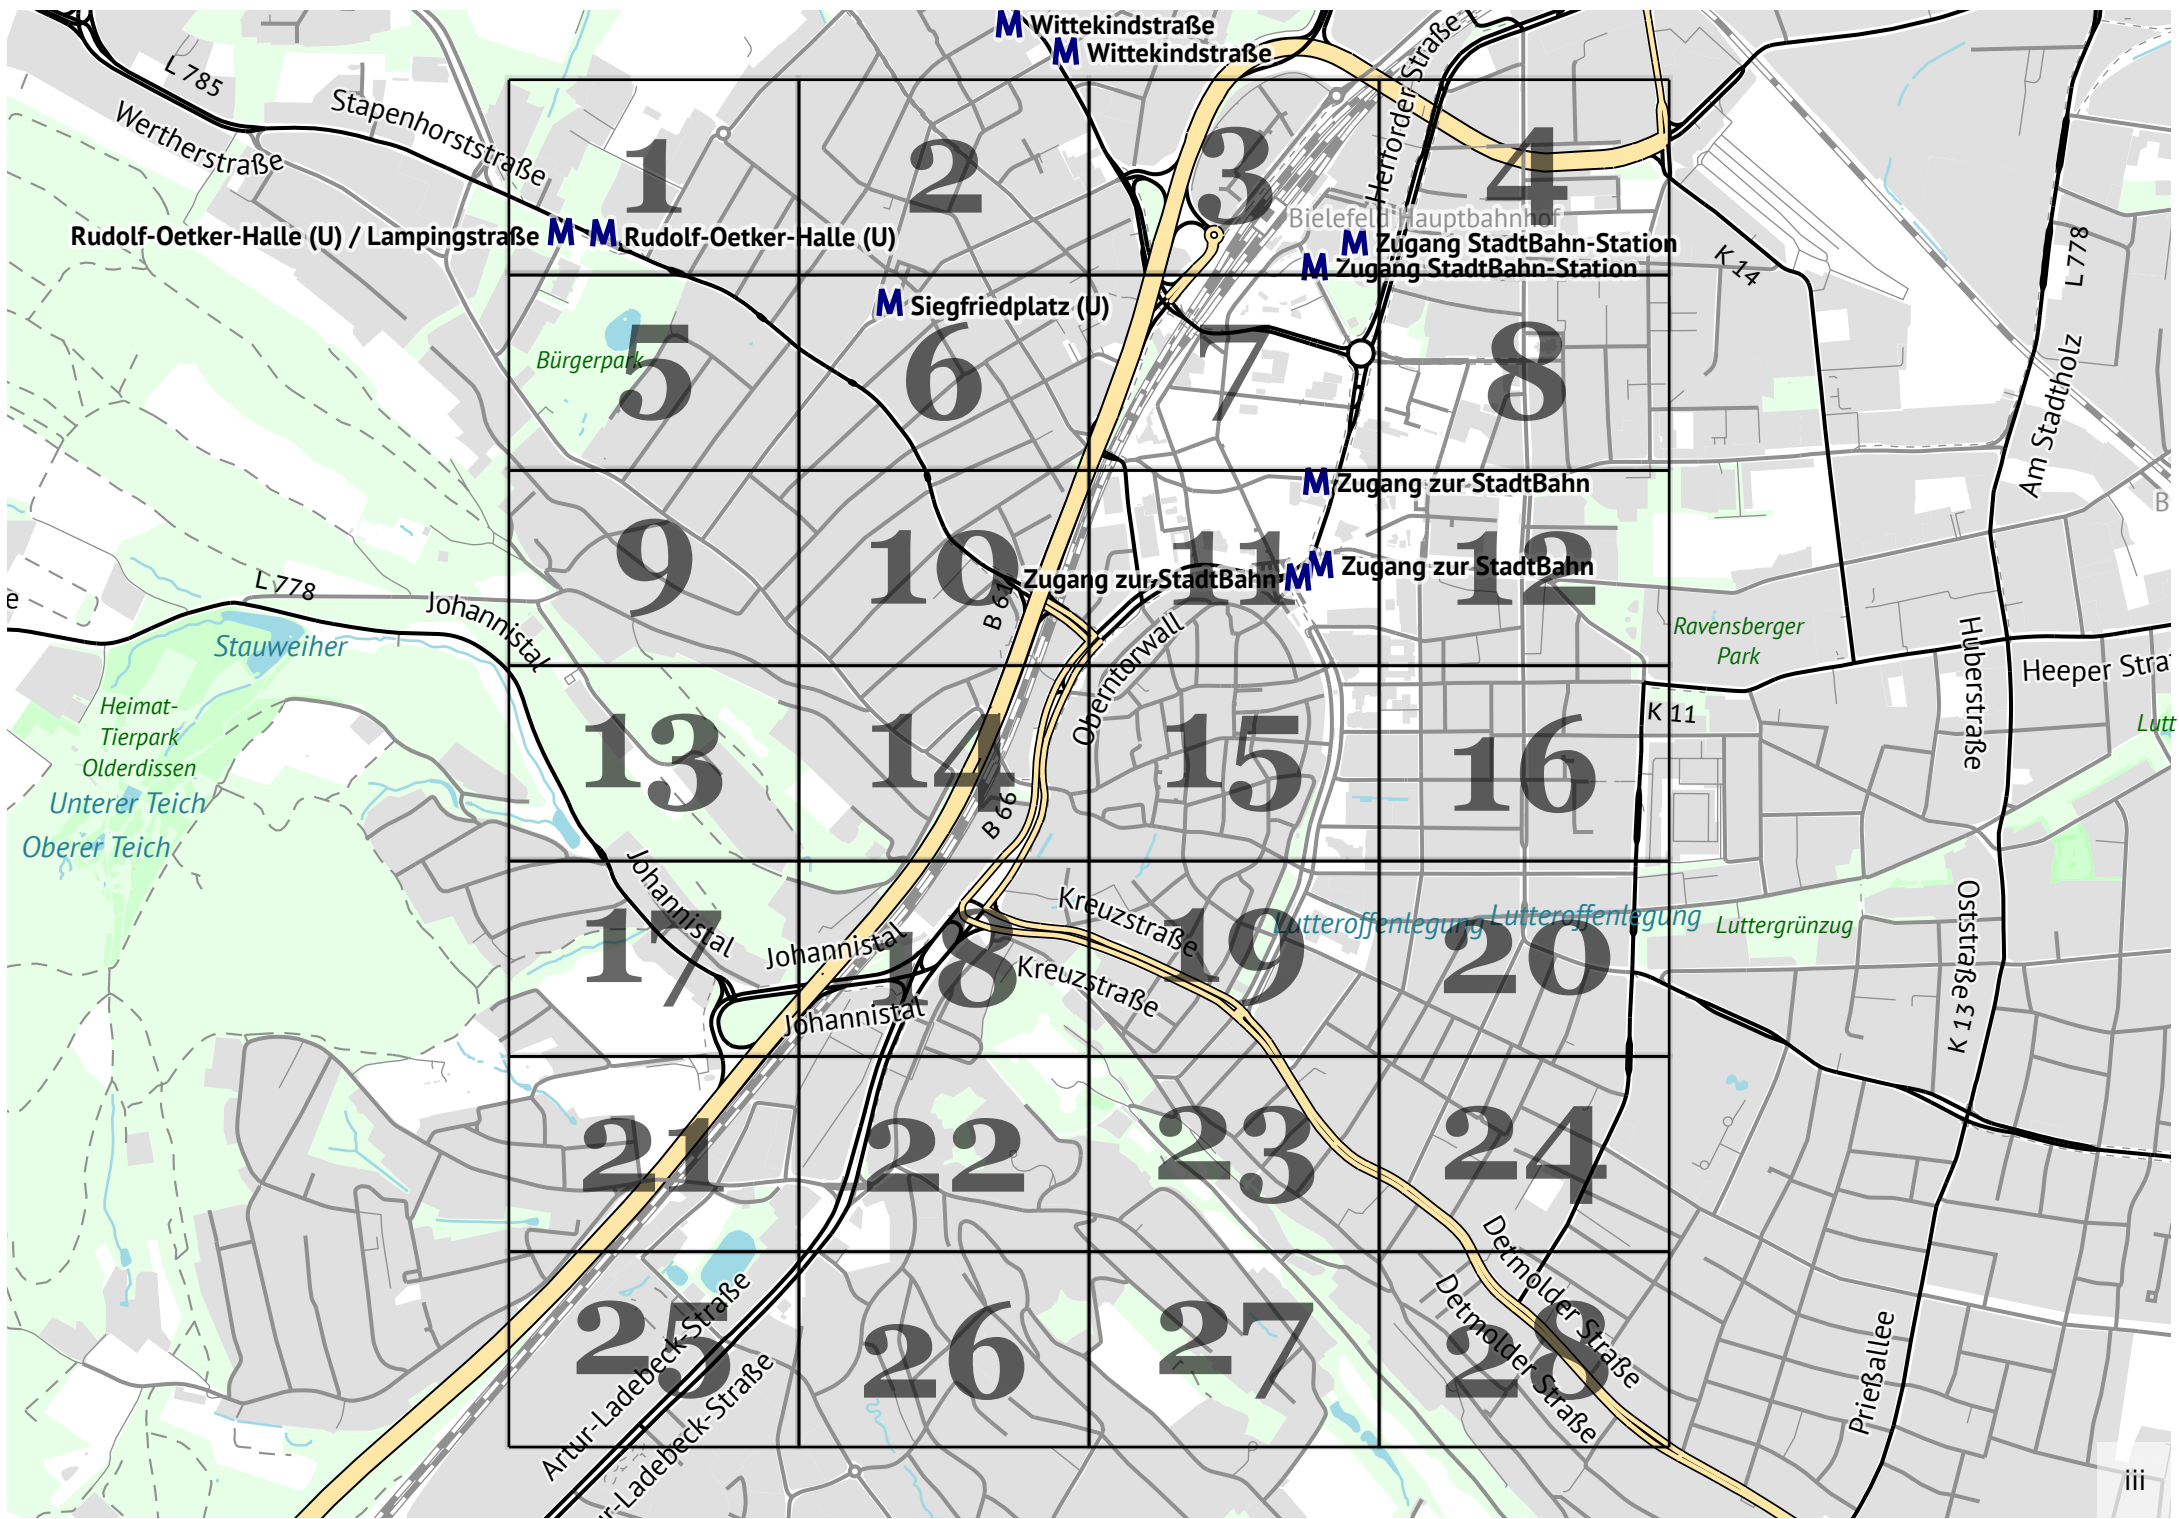 Wittekindstraße
Wittekindstraße
L 785
Stapenhorststraße
Wertherstraße
Herforder Straße
1
2
3
4
Bielefeld Hauptbahnhof
Rudolf-Oetker-Halle (U) / Lampingstraße
Rudolf-Oetker-Halle (U)
Zugang StadtBahn-Station
Zugang StadtBahn-Station
K 14
L 778
Siegfriedplatz (U)
Bürgerpark
5
6
7
8
Am Stadtholz
Zugang zur StadtBahn
B
9
10
11
12
Zugang zur StadtBahn
Zugang zur StadtBahn
L 778
Johannistal
e
B 61
Oberntorwall
Stauweiher
Ravensberger
Park
Huberstraße
Heeper Stra
Heimat-
Tierpark
Olderdissen
K 11
Lutt
13
14
15
16
Unterer Teich
Oberer Teich
B 66
Johannistal
Johannistal
Johannistal
Kreuzstraße
Kreuzstraße
Lutteroffenlegung
Lutteroffenlegung
Luttergrünzug
17
18
19
20
Oststraße
K 13
21
22
23
24
Detmolder Straße
Detmolder Straße
25
26
27
28
Artur-Ladebeck-Straße
ur-Ladebeck-Straße
Prießallee
iii